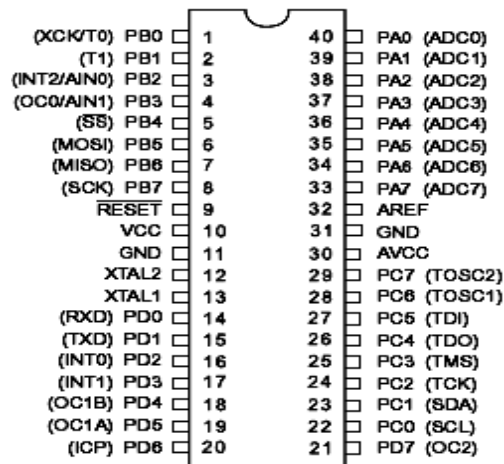 (XCK/T0) PB0 1 40 PA0 (ADC0)
(T1) PB1 2 39 PA1 (ADC1)
(INT2/AIN0) PB2 3 38 PA2 (ADC2)
(OC0/AIN1) PB3 4 37 PA3 (ADC3)
(SS) PB4 5 36 PA4 (ADC4)
(MOSI) PB5 6 35 PA5 (ADC5)
(MISO) PB6 7 34 PA6 (ADC6)
(SCK) PB7 8 33 PA7 (ADC7)
RESET 9 32 AREF
VCC 10 31 GND
GND 11 30 AVCC
XTAL2 12 29 PC7 (TOSC2)
XTAL1 13 28 PC6 (TOSC1)
(RXD) PD0 14 27 PC5 (TDI)
(TXD) PD1 15 26 PC4 (TDO)
(INT0) PD2 16 25 PC3 (TMS)
(INT1) PD3 17 24 PC2 (TCK)
(OC1B) PD4 18 23 PC1 (SDA)
(OC1A) PD5 19 22 PC0 (SCL)
(ICP) PD6 20 21 PD7 (OC2)